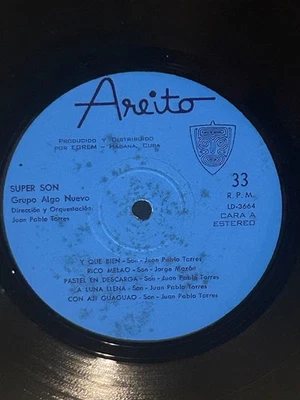 Areito
PRODUCIDO Y DISTRIBUIDO
POR EGREM - HABANA, CUBA
SUPER SON
Grupo Algo Nuevo
Dirección y Orquestación:
Juan Pablo Torres
33
R.P.M.
LD-3664
CARA A
ESTEREO
Y QUE BIEN - Son - Juan Pablo Torres
RICO MELAO - Son - Jorge Mazón
PASTEL EN DESCARGA - Son - Juan Pablo Torres
LA LUNA LLENA - Son - Juan Pablo Torres
CON AJI GUAGUAO - Son - Juan Pablo Torres